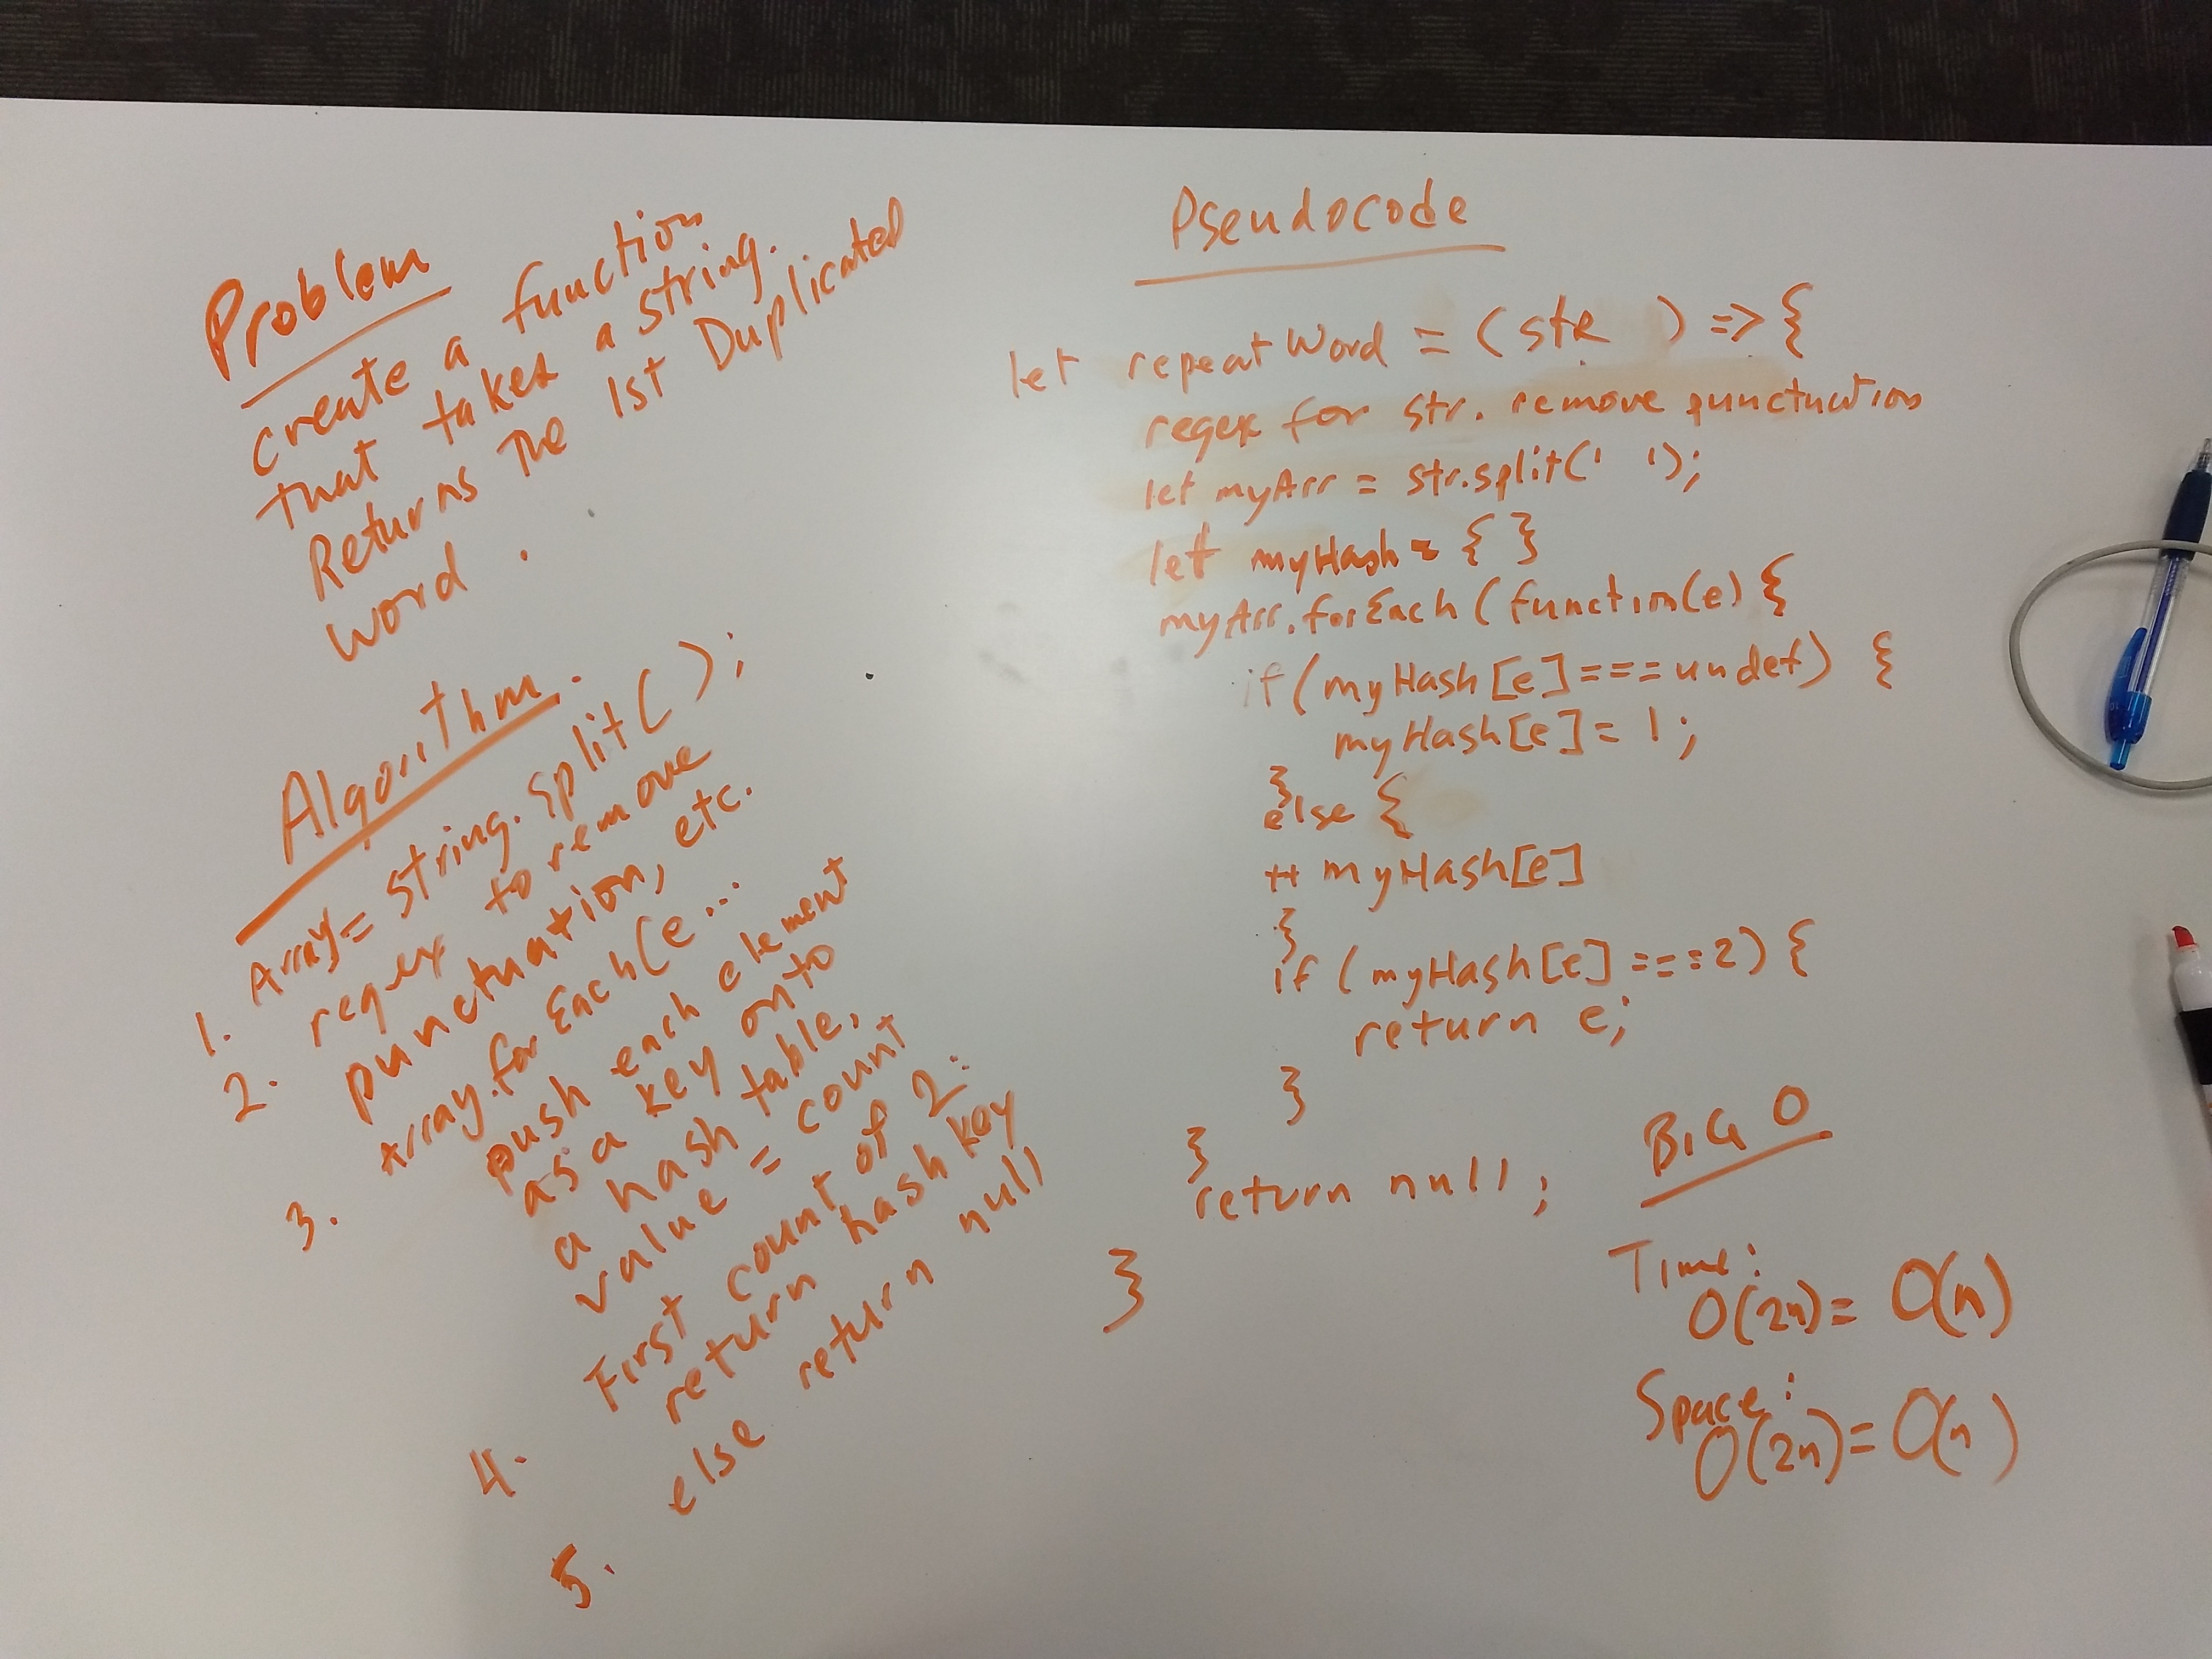 Problem
create a function
that takes a string.
Returns the 1st Duplicated
word.
Algorithm.
1. Array = string.split( );
2. regex to remove
punctuation, etc.
3. Array.forEach(e...
push each element
as a key onto
a hash table.
value = count
4. First count of 2:
return hash key
5. else return null
Pseudocode
let repeatWord = (str ) => {
regex for str. remove punctuation
let myArr = str.split(' ');
let myHash = { }
myArr.forEach(function(e) {
if (myHash[e] === undef) {
myHash[e] = 1;
}
else {
++ myHash[e]
}
if (myHash[e] === 2) {
return e;
}
}
return null;
}
BIG O
Time:
O(2n) = O(n)
Space:
O(2n) = O(n)